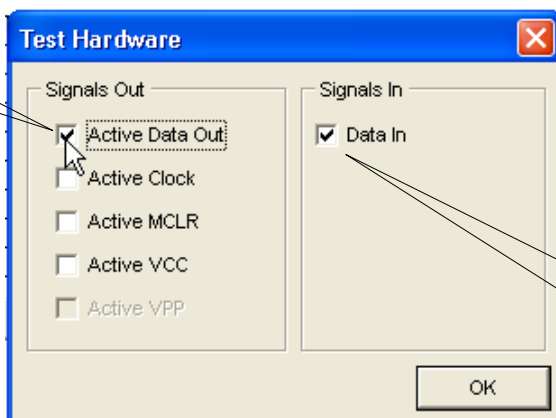 Test Hardware
Signals Out
Active Data Out
Active Clock
Active MCLR
Active VCC
Active VPP
Signals In
Data In
OK